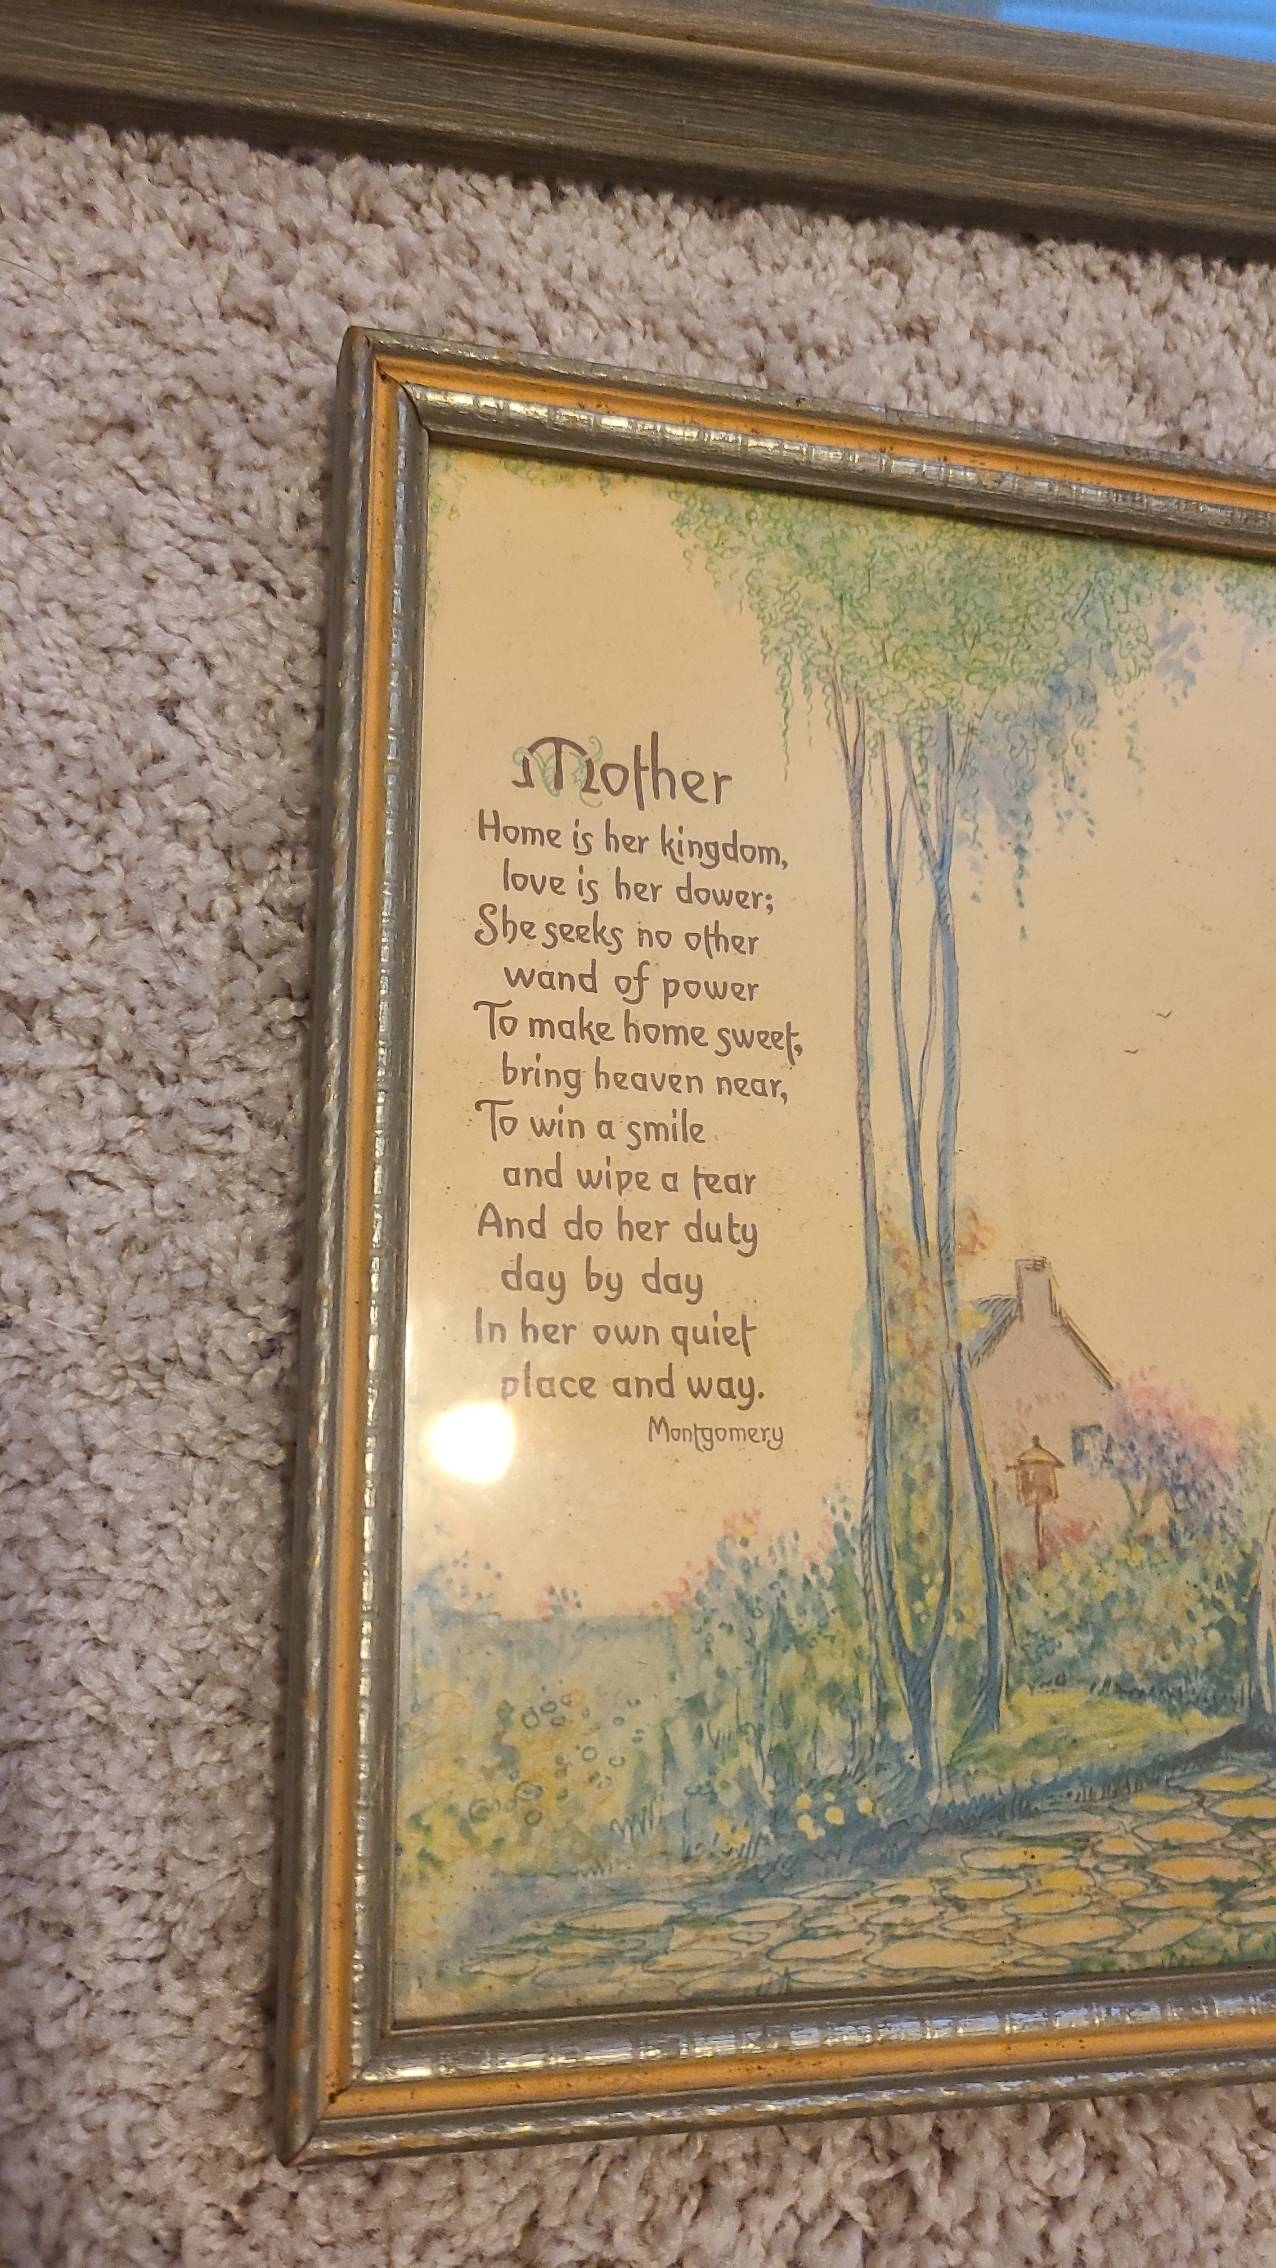 Mother
Home is her kingdom,
love is her dower;
She seeks no other
wand of power
To make home sweet,
bring heaven near,
To win a smile
and wipe a tear
And do her duty
day by day
In her own quiet
place and way.
Montgomery